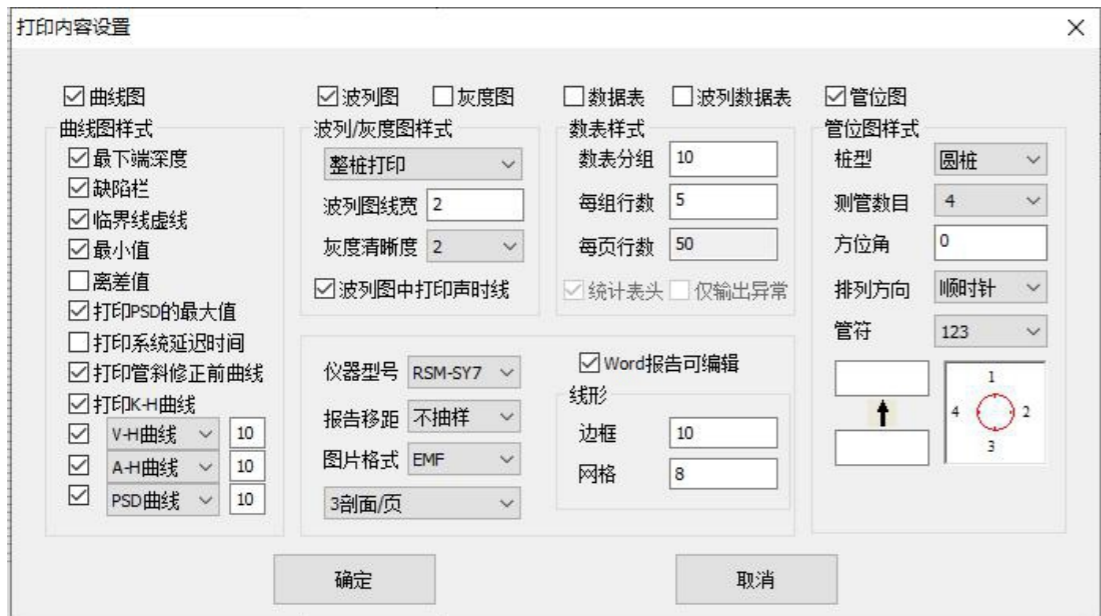 打印内容设置
曲线图
曲线图样式
最下端深度
缺陷栏
临界线虚线
最小值
离差值
打印PSD的最大值
打印系统延迟时间
打印管斜修正前曲线
打印K-H曲线
V-H曲线 10
A-H曲线 10
PSD曲线 10
波列图 灰度图
波列/灰度图样式
整桩打印
波列图线宽 2
灰度清晰度 2
波列图中打印声时线
数据表 波列数据表
数表样式
数表分组 10
每组行数 5
每页行数 50
统计表头 仅输出异常
仪器型号 RSM-SY7
报告移距 不抽样
图片格式 EMF
3剖面/页
Word报告可编辑
线形
边框 10
网格 8
管位图
管位图样式
桩型 圆桩
测管数目 4
方位角 0
排列方向 顺时针
管符 123
1
4 2
3
确定 取消